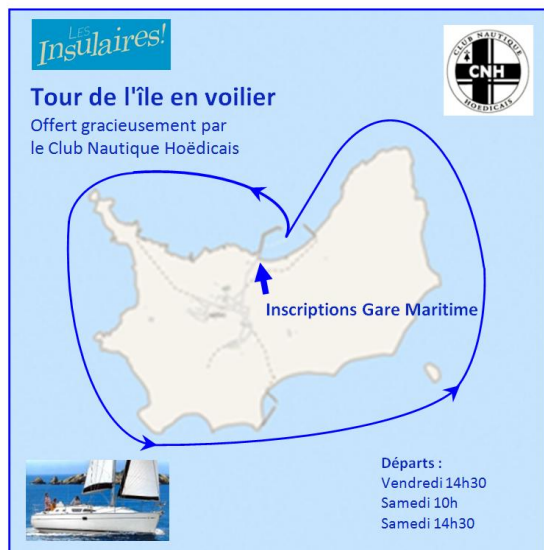 LES
Insulaires!
CLUB NAUTIQUE
CNH
HOEDICAIS
Tour de l'île en voilier
Offert gracieusement par
le Club Nautique Hoëdicais
Inscriptions Gare Maritime
Départs :
Vendredi 14h30
Samedi 10h
Samedi 14h30